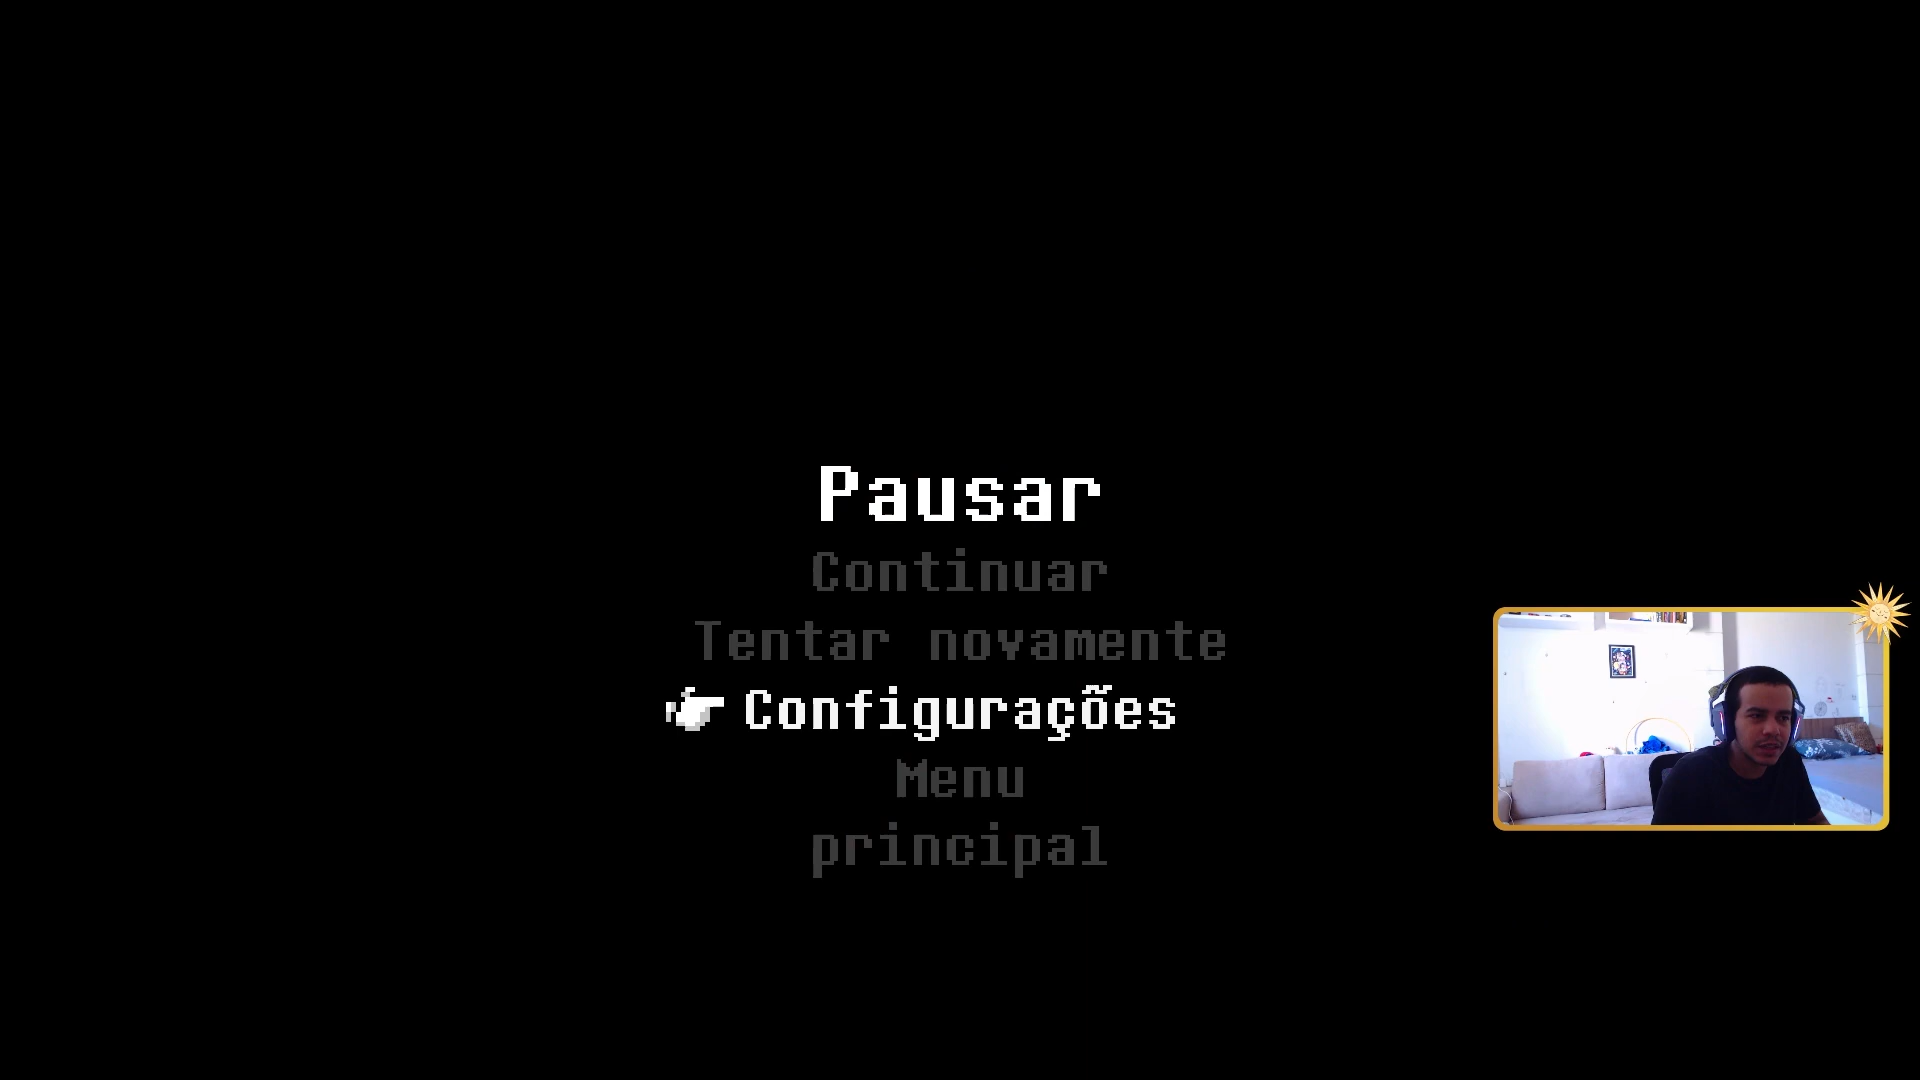 Pausar
Continuar
Tentar novamente
Configurações
Menu
principal